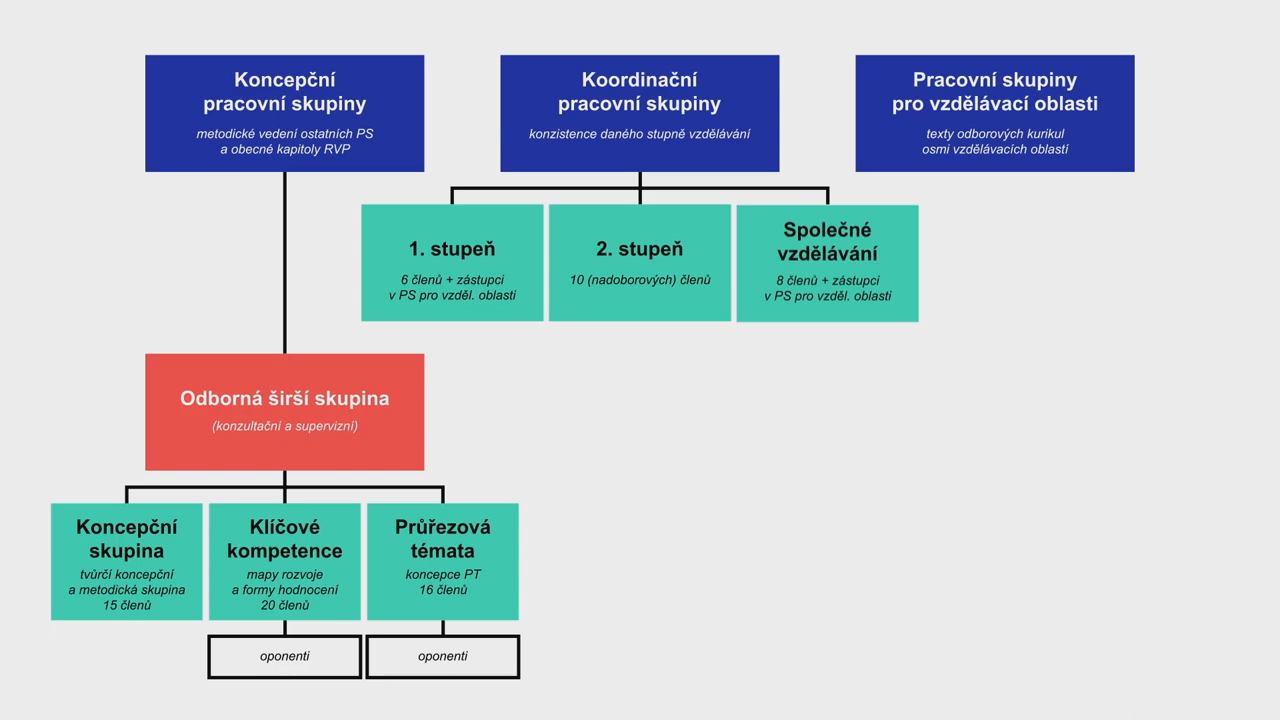 Koncepční
pracovní skupiny
metodické vedení ostatních PS
a obecné kapitoly RVP
Koordinační
pracovní skupiny
konzistence daného stupně vzdělávání
Pracovní skupiny
pro vzdělávací oblasti
texty odborových kurikul
osmi vzdělávacích oblastí
1. stupeň
6 členů + zástupci
v PS pro vzděl. oblasti
2. stupeň
10 (nadoborových) členů
Společné
vzdělávání
8 členů + zástupci
v PS pro vzděl. oblasti
Odborná širší skupina
(konzultační a supervizní)
Koncepční
skupina
tvůrčí koncepční
a metodická skupina
15 členů
Klíčové
kompetence
mapy rozvoje
a formy hodnocení
20 členů
Průřezová
témata
koncepce PT
16 členů
oponenti
oponenti